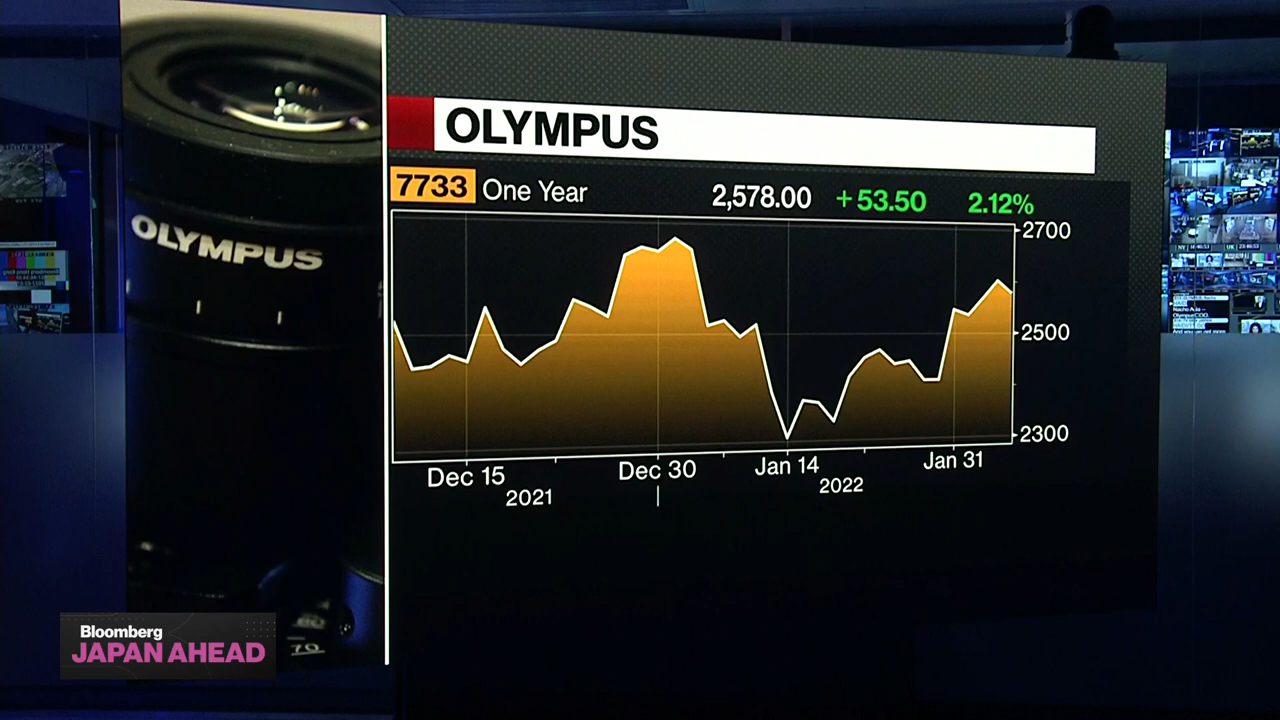 OLYMPUS
7733 One Year 2,578.00 +53.50 2.12%
2700
2500
2300
Dec 15 Dec 30 Jan 14 Jan 31
2021 2022
OLYMPUS
70
Bloomberg
JAPAN AHEAD